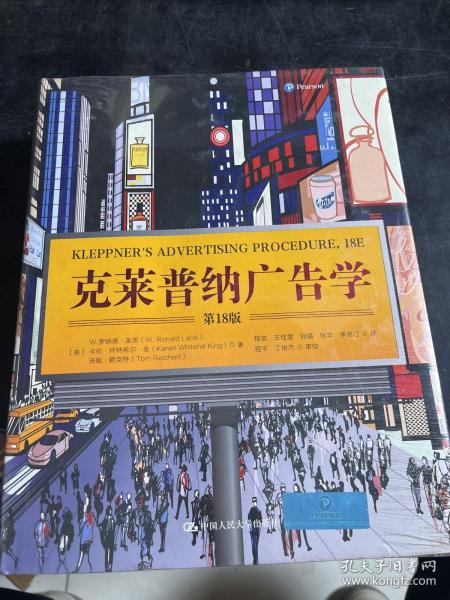 Pearson
PARFUM
KLEPPNER'S ADVERTISING PROCEDURE, 18E
克莱普纳广告学
第18版
W.罗纳德·莱恩(W. Ronald Lane)
[美] 卡伦·怀特希尔·金(Karen Whitehill King) ◎ 著
汤姆·赖克特(Tom Reichert)
程言 王佳雯 刘倩 张华 李思汀 ◎ 译
程平 丁俊杰 ◎ 审校
中国人民大学出版社
Pearson
孔夫子旧书网
www.kongfz.com